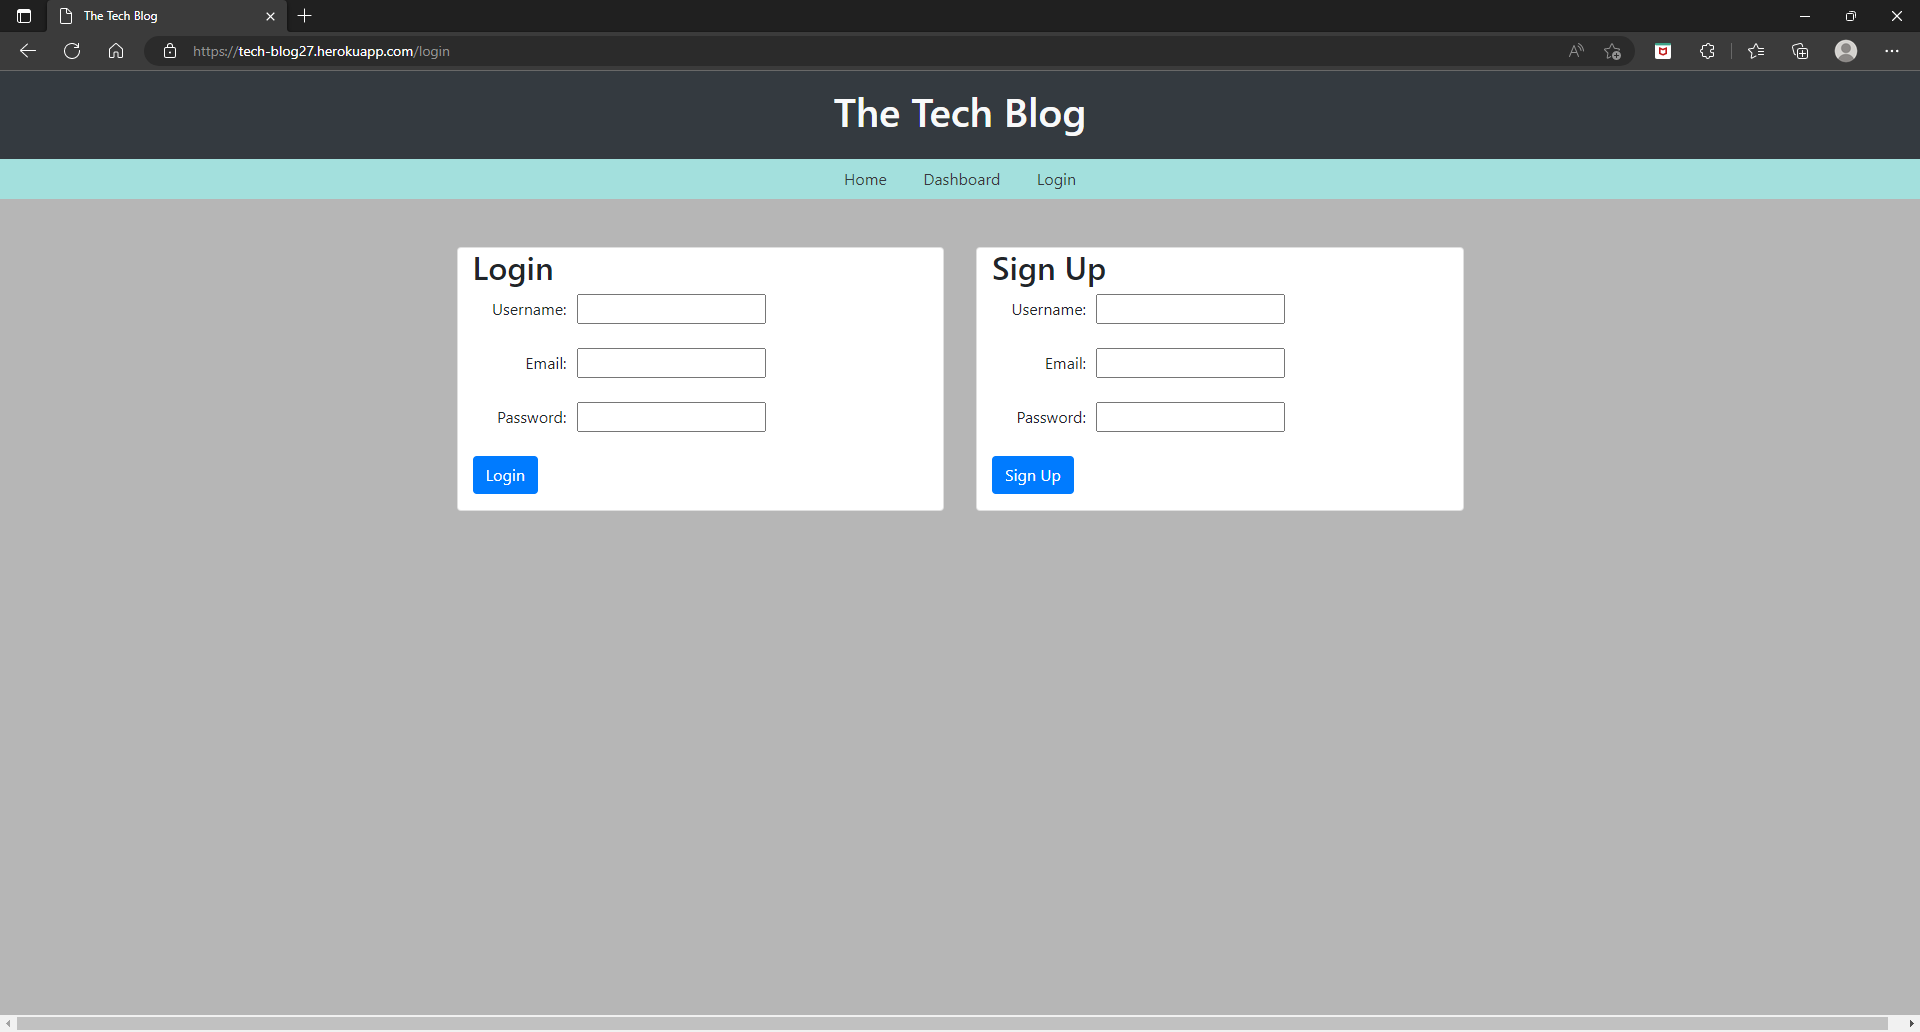 The Tech Blog
https://tech-blog27.herokuapp.com/login
The Tech Blog
Home Dashboard Login
Login
Username:
Email:
Password:
Login
Sign Up
Username:
Email:
Password:
Sign Up